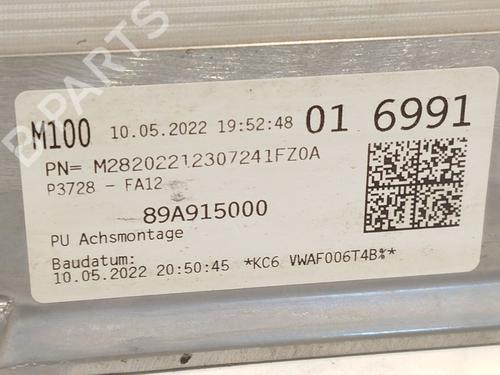 B-PARTS
M100 10.05.2022 19:52:48 01 6991
PN= M28202212307241FZ0A
P3728 - FA12
89A915000
PU Achsmontage
Baudatum:
10.05.2022 20:50:45 *KC6 VWAF006T4B%*